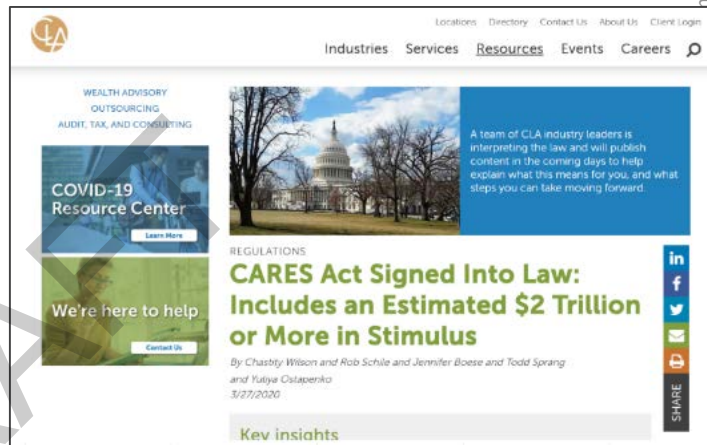 CLA
Locations Directory Contact Us About Us Client Login
Industries Services Resources Events Careers
WEALTH ADVISORY
OUTSOURCING
AUDIT, TAX, AND CONSULTING
COVID-19
Resource Center
Learn More
We're here to help
Contact Us
A team of CLA industry leaders is
interpreting the law and will publish
content in the coming days to help
explain what this means for you, and what
steps you can take moving forward.
REGULATIONS
CARES Act Signed Into Law:
Includes an Estimated $2 Trillion
or More in Stimulus
By Chastity Wilson and Rob Schile and Jennifer Boese and Todd Sprang
and Yuliya Ostapenko
3/27/2020
in
f
SHARE
Key insights